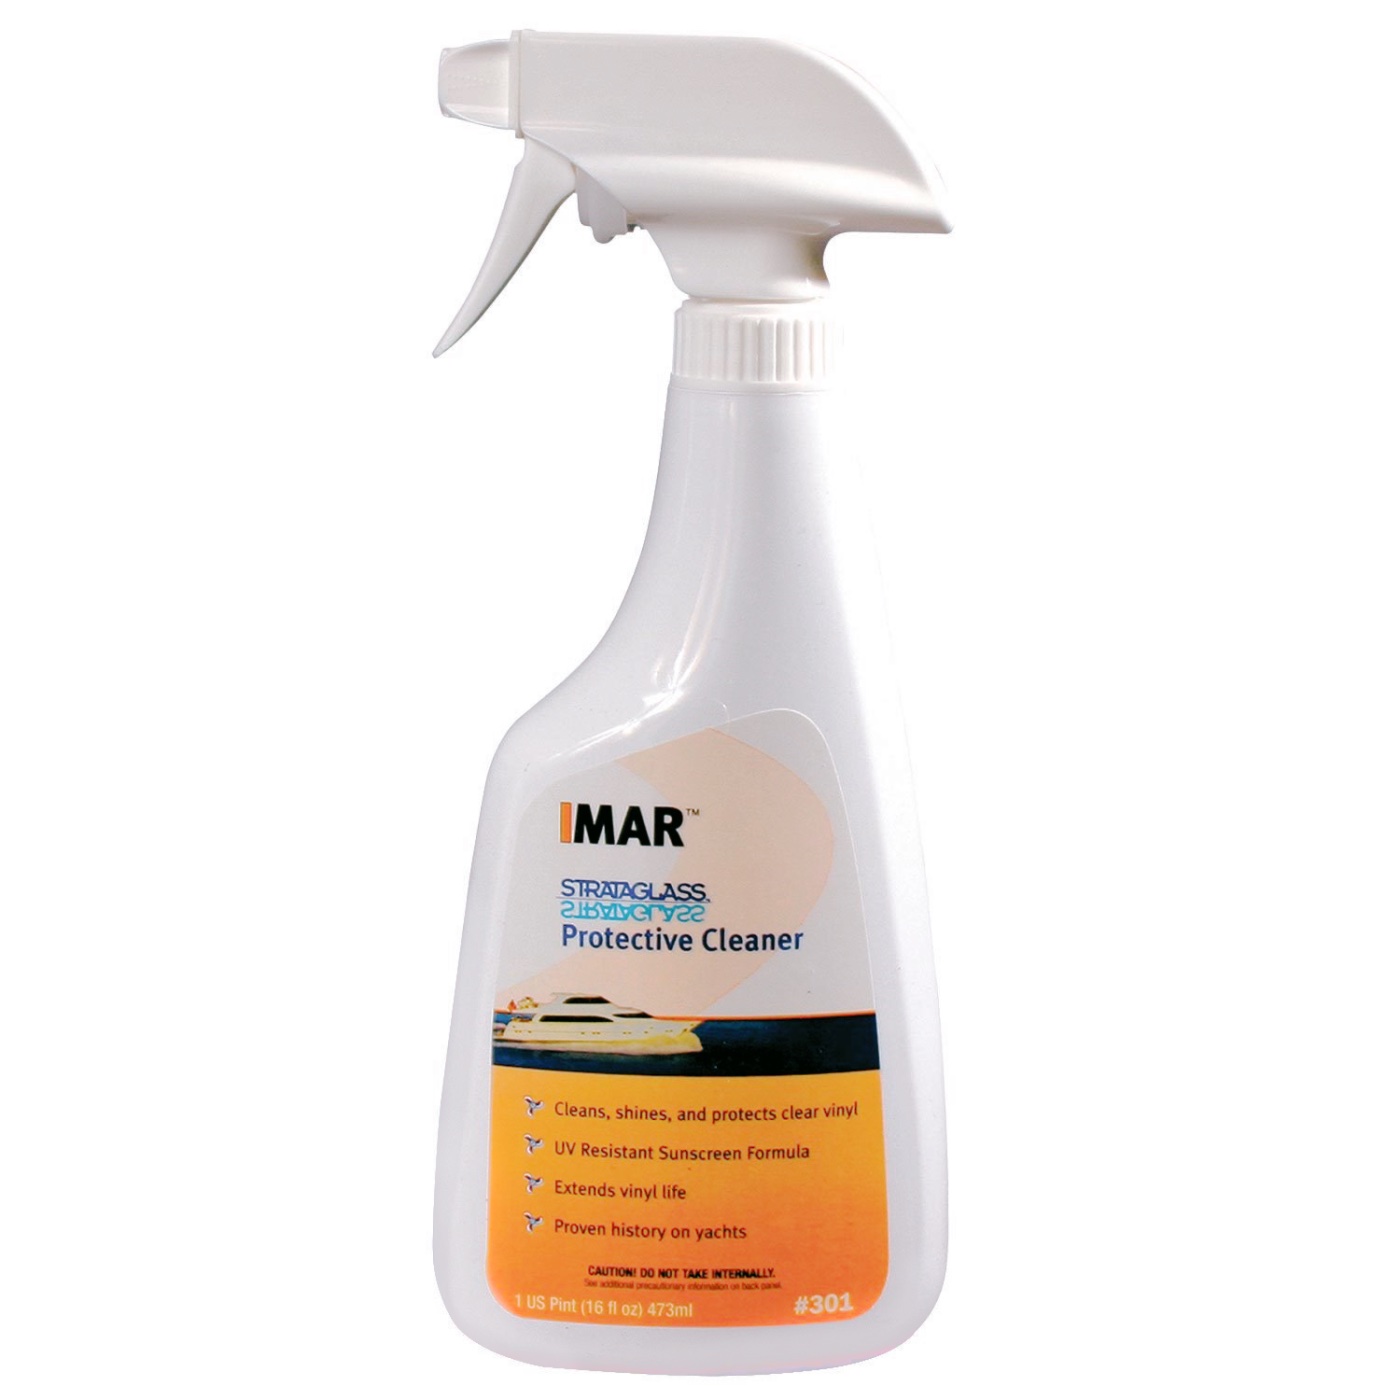 IMAR™
STRATAGLASS
STRATAGLASS
Protective Cleaner
Cleans, shines, and protects clear vinyl
UV Resistant Sunscreen Formula
Extends vinyl life
Proven history on yachts
CAUTION! DO NOT TAKE INTERNALLY.
See additional precautionary information on back panel.
1 US Pint (16 fl oz) 473ml
#301